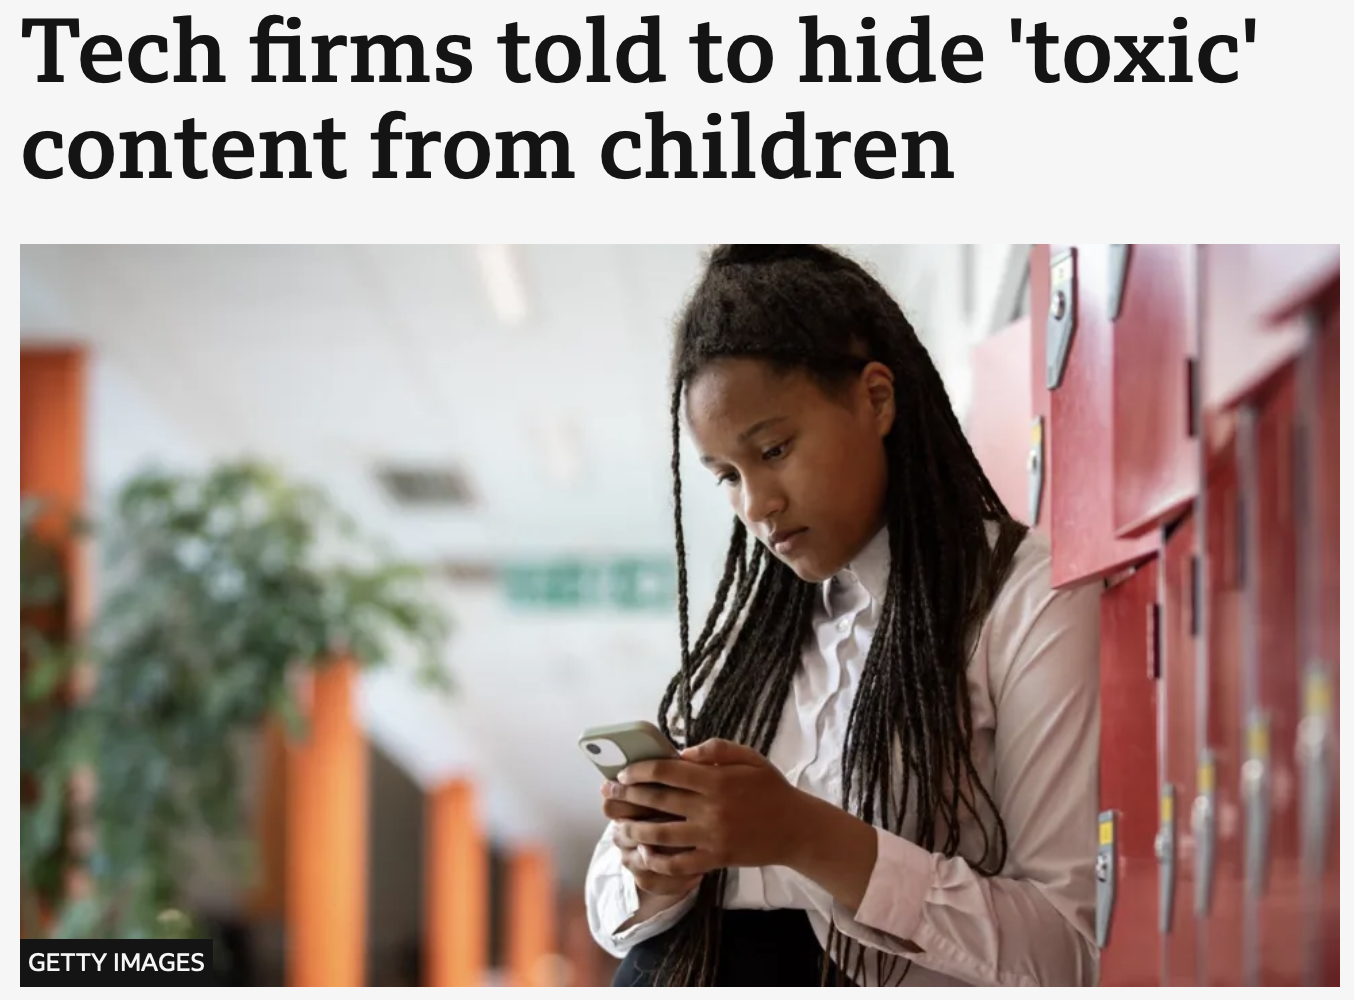 Tech firms told to hide 'toxic'
content from children
GETTY IMAGES